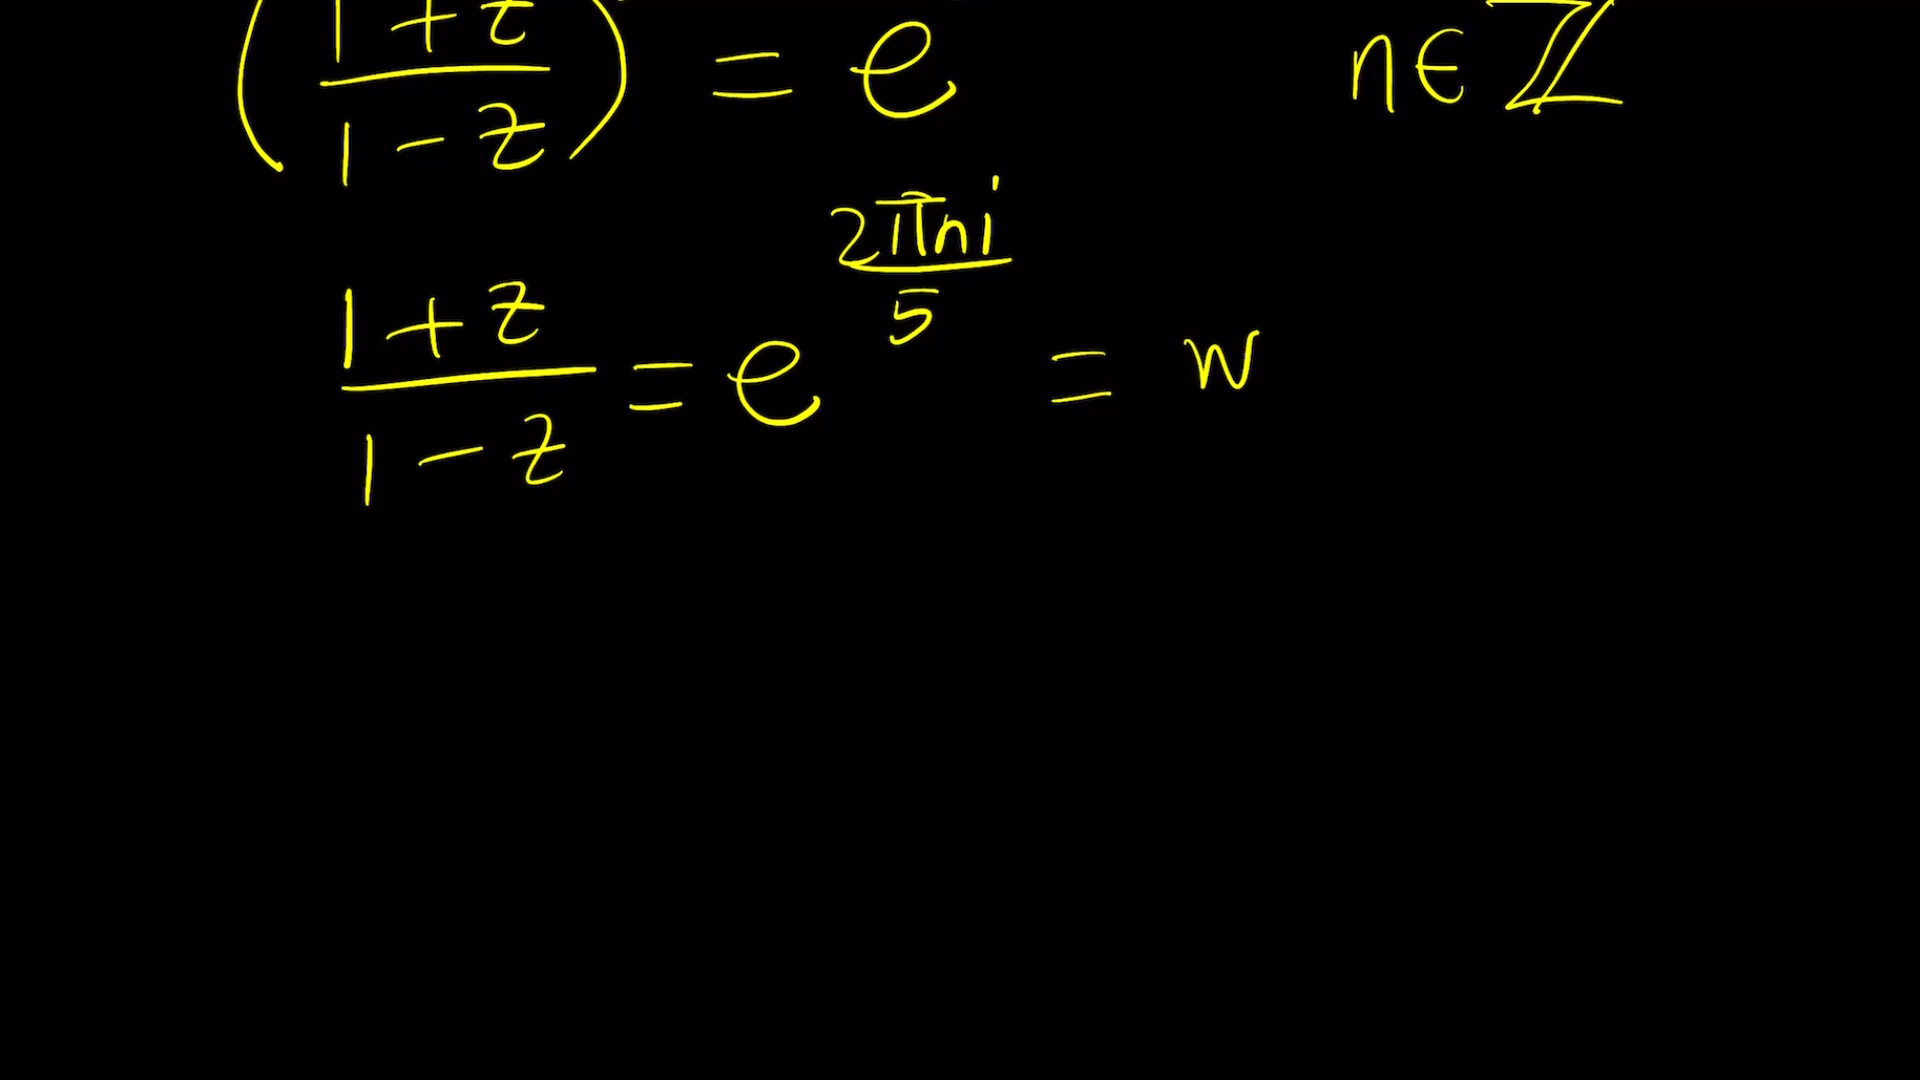 (1+z / 1-z) = e    n∈ℤ
1+z / 1-z = e^(2πni/5) = w